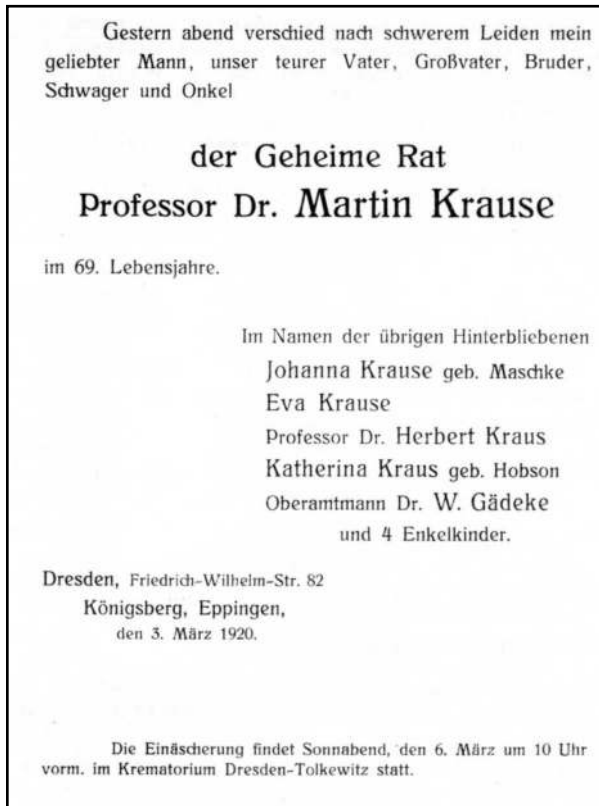 Gestern abend verschied nach schwerem Leiden mein
geliebter Mann, unser teurer Vater, Großvater, Bruder,
Schwager und Onkel
der Geheime Rat
Professor Dr. Martin Krause
im 69. Lebensjahre.
Im Namen der übrigen Hinterbliebenen
Johanna Krause geb. Maschke
Eva Krause
Professor Dr. Herbert Kraus
Katherina Kraus geb. Hobson
Oberamtmann Dr. W. Gädeke
und 4 Enkelkinder.
Dresden, Friedrich-Wilhelm-Str. 82
Königsberg, Eppingen,
den 3. März 1920.
Die Einäscherung findet Sonnabend, den 6. März um 10 Uhr
vorm. im Krematorium Dresden-Tolkewitz statt.